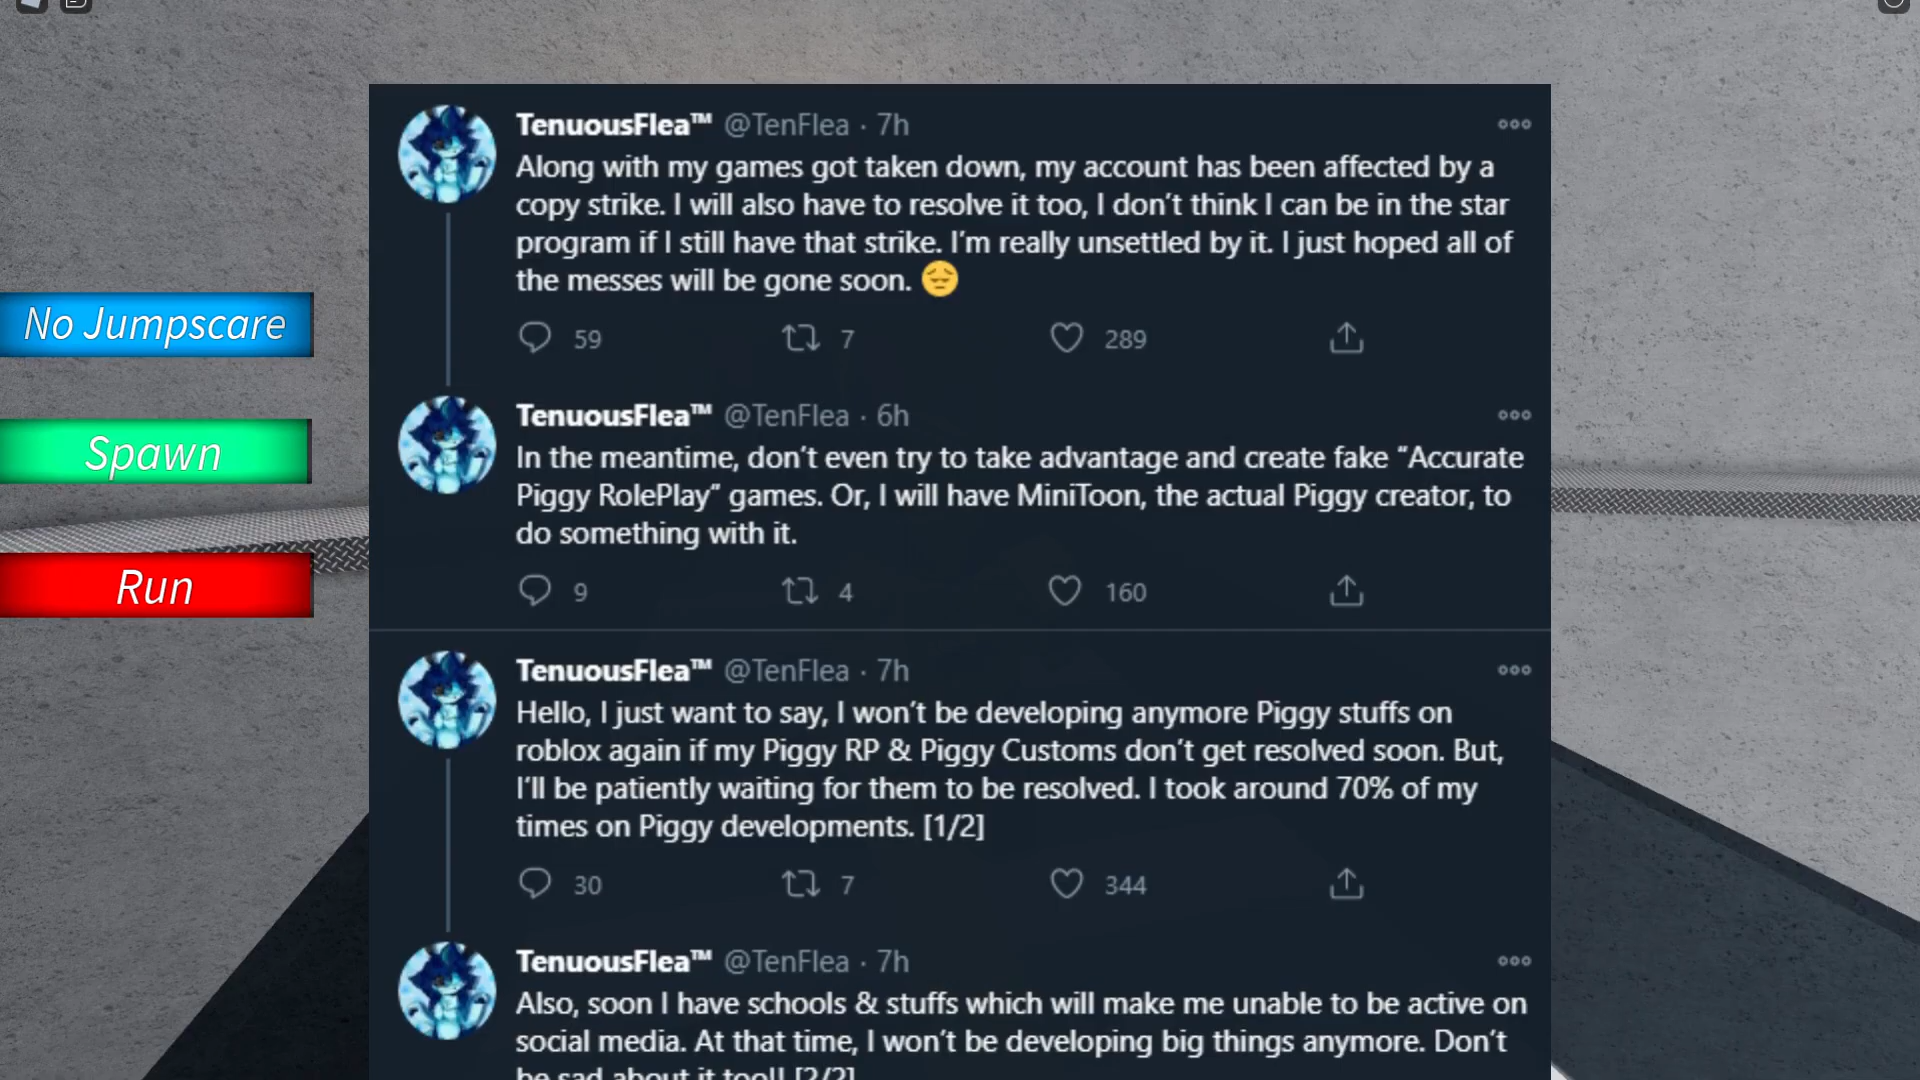 TenuousFlea™ @TenFlea · 7h
Along with my games got taken down, my account has been affected by a
copy strike. I will also have to resolve it too, I don’t think I can be in the star
program if I still have that strike. I’m really unsettled by it. I just hoped all of
the messes will be gone soon. 😔
59 7 289
No Jumpscare
TenuousFlea™ @TenFlea · 6h
In the meantime, don’t even try to take advantage and create fake “Accurate
Piggy RolePlay” games. Or, I will have MiniToon, the actual Piggy creator, to
do something with it.
9 4 160
Spawn
Run
TenuousFlea™ @TenFlea · 7h
Hello, I just want to say, I won’t be developing anymore Piggy stuffs on
roblox again if my Piggy RP & Piggy Customs don’t get resolved soon. But,
I’ll be patiently waiting for them to be resolved. I took around 70% of my
times on Piggy developments. [1/2]
30 7 344
TenuousFlea™ @TenFlea · 7h
Also, soon I have schools & stuffs which will make me unable to be active on
social media. At that time, I won’t be developing big things anymore. Don’t
be sad about it too!! [2/2]